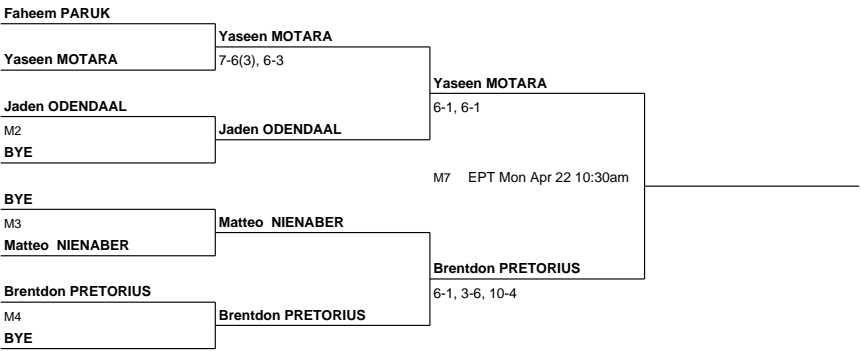 Faheem PARUK
Yaseen MOTARA
Yaseen MOTARA
7-6(3), 6-3
Yaseen MOTARA
6-1, 6-1
Jaden ODENDAAL
M2
Jaden ODENDAAL
BYE
M7 EPT Mon Apr 22 10:30am
BYE
M3
Matteo NIENABER
Matteo NIENABER
Brentdon PRETORIUS
6-1, 3-6, 10-4
Brentdon PRETORIUS
M4
Brentdon PRETORIUS
BYE